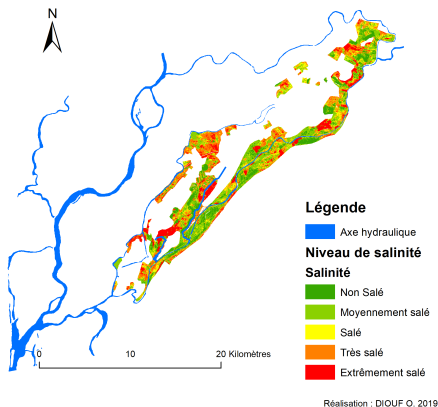 N
Légende
Axe hydraulique
Niveau de salinité
Salinité
Non Salé
Moyennement salé
Salé
Très salé
Extrêmement salé
0 10 20 Kilomètres
Réalisation : DIOUF O. 2019